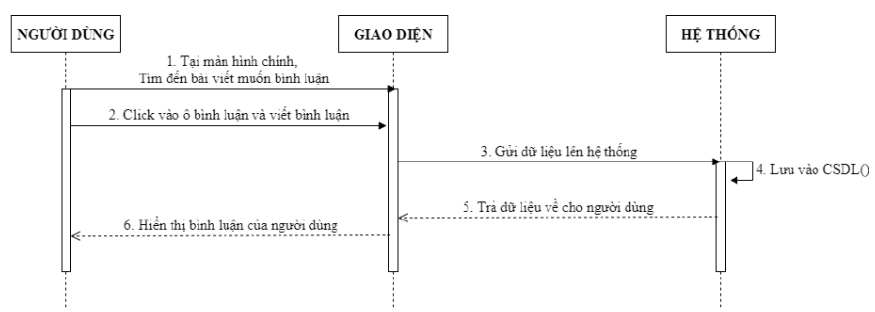 NGƯỜI DÙNG
GIAO DIỆN
HỆ THỐNG
1. Tại màn hình chính,
Tìm đến bài viết muốn bình luận
2. Click vào ô bình luận và viết bình luận
3. Gửi dữ liệu lên hệ thống
4. Lưu vào CSDL()
5. Trả dữ liệu về cho người dùng
6. Hiển thị bình luận của người dùng